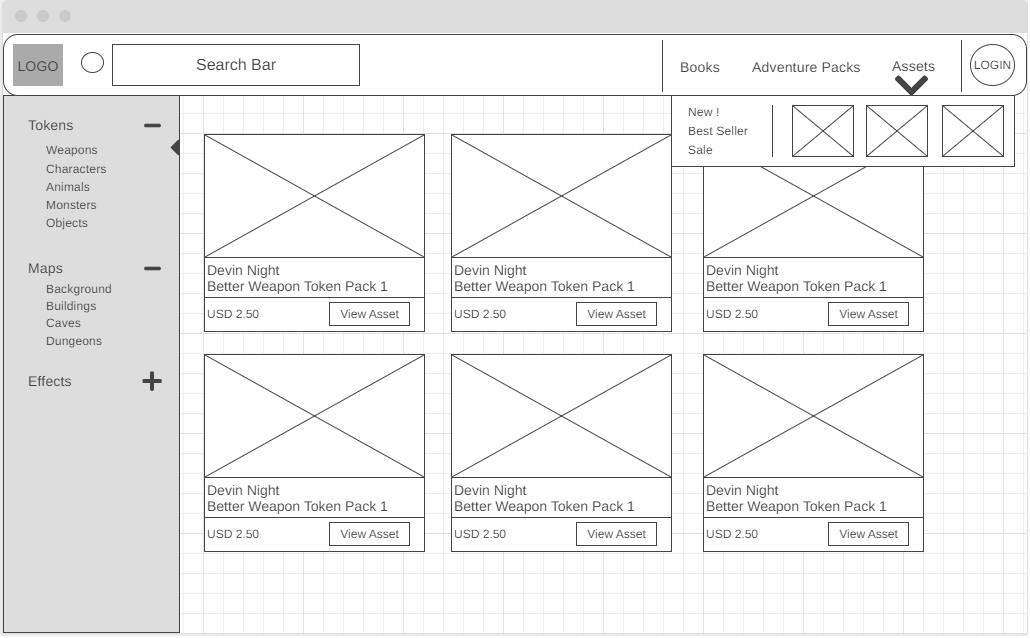 LOGO
Search Bar
Books
Adventure Packs
Assets
LOGIN
New !
Best Seller
Sale
Tokens
Weapons
Characters
Animals
Monsters
Objects
Maps
Background
Buildings
Caves
Dungeons
Effects
Devin Night
Better Weapon Token Pack 1
USD 2.50
View Asset
Devin Night
Better Weapon Token Pack 1
USD 2.50
View Asset
Devin Night
Better Weapon Token Pack 1
USD 2.50
View Asset
Devin Night
Better Weapon Token Pack 1
USD 2.50
View Asset
Devin Night
Better Weapon Token Pack 1
USD 2.50
View Asset
Devin Night
Better Weapon Token Pack 1
USD 2.50
View Asset